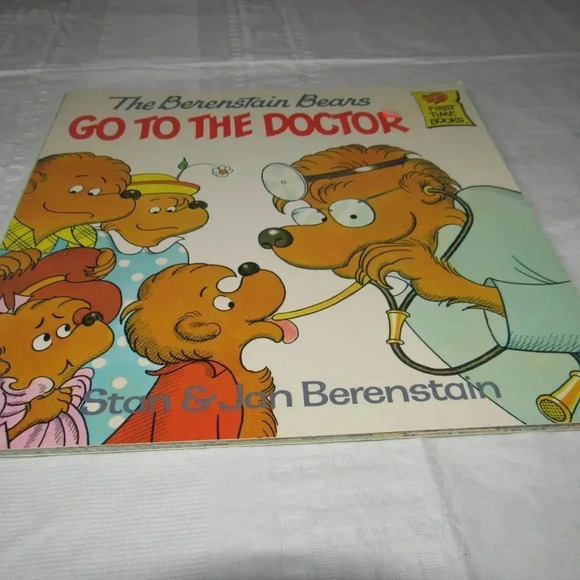 The Berenstain Bears
GO TO THE DOCTOR
FIRST
TIME
BOOKS
Stan & Jan Berenstain